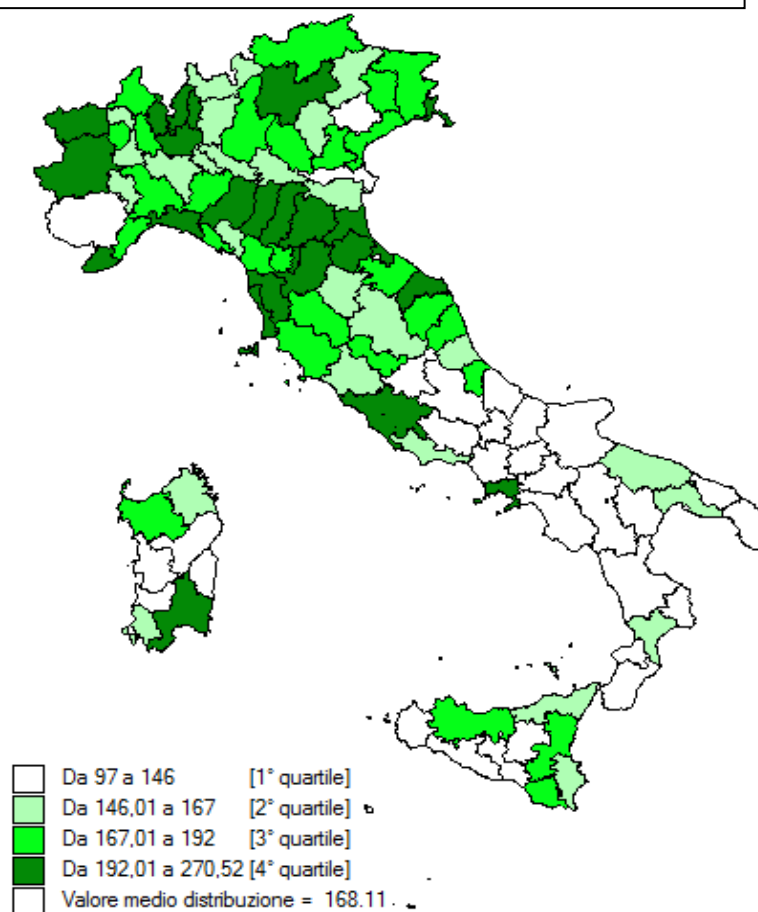 Da 97 a 146 [1° quartile]
Da 146,01 a 167 [2° quartile]
Da 167,01 a 192 [3° quartile]
Da 192,01 a 270,52 [4° quartile]
Valore medio distribuzione = 168.11